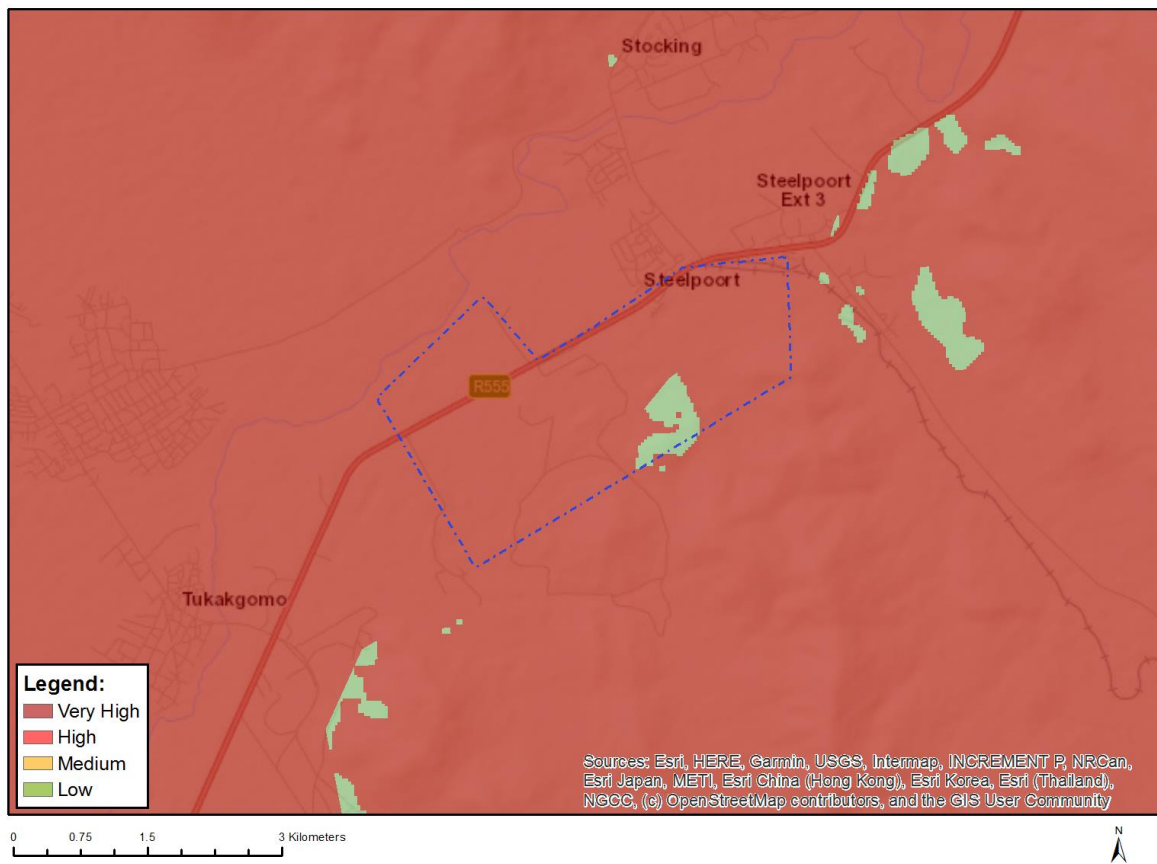 Stocking
Steelpoort
Ext 3
Steelpoort
R555
Tukakgomo
Legend:
Very High
High
Medium
Low
Sources: Esri, HERE, Garmin, USGS, Intermap, INCREMENT P, NRCan,
Esri Japan, METI, Esri China (Hong Kong), Esri Korea, Esri (Thailand),
NGCC, (c) OpenStreetMap contributors, and the GIS User Community
0 0.75 1.5 3 Kilometers
N